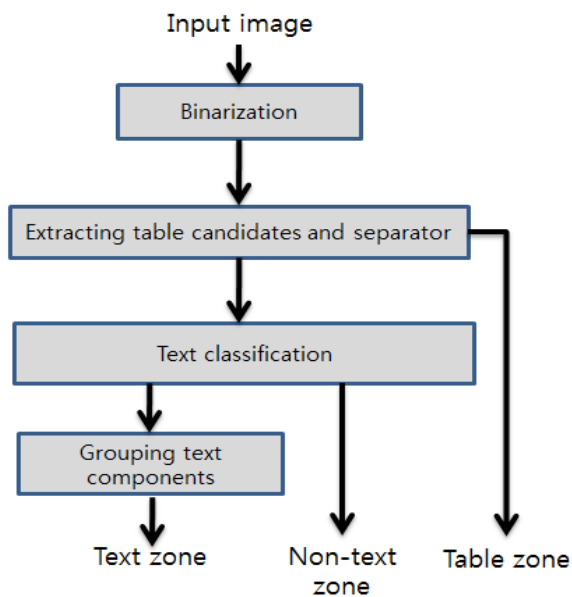 Input image
Binarization
Extracting table candidates and separator
Text classification
Grouping text
components
Text zone
Non-text
zone
Table zone